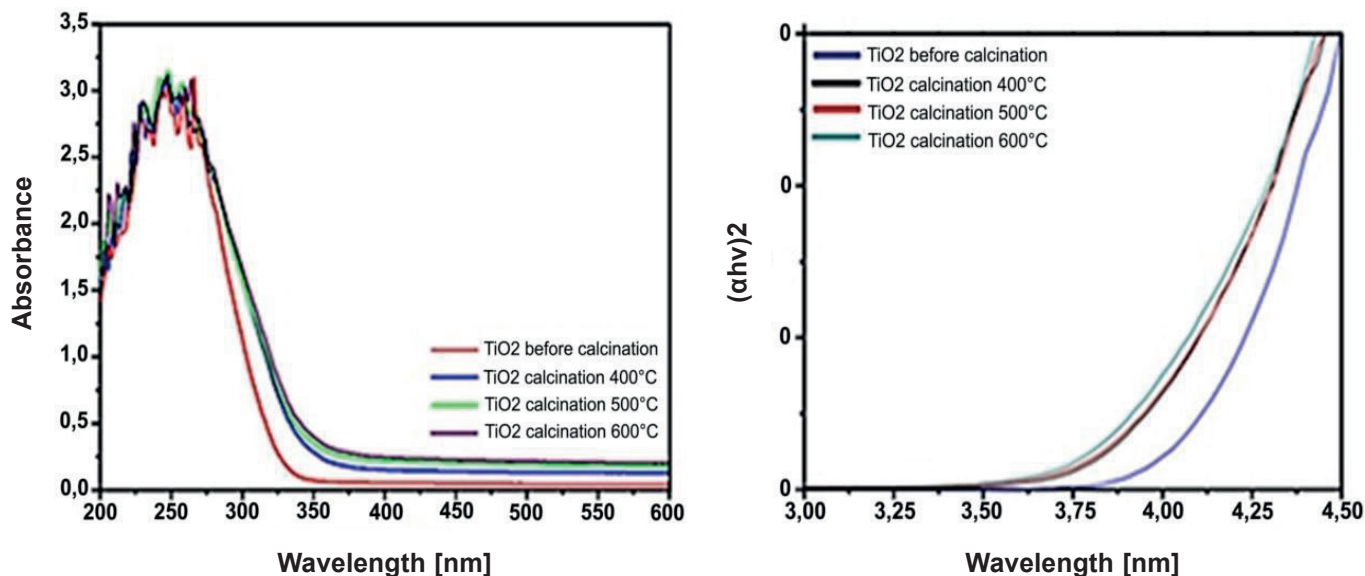 3,5
3,0
2,5
2,0
1,5
1,0
0,5
0,0
Absorbance
TiO2 before calcination
TiO2 calcination 400°C
TiO2 calcination 500°C
TiO2 calcination 600°C
200 250 300 350 400 450 500 550 600
Wavelength [nm]
0
0
0
0
(αhv)2
TiO2 before calcination
TiO2 calcination 400°C
TiO2 calcination 500°C
TiO2 calcination 600°C
3,00 3,25 3,50 3,75 4,00 4,25 4,50
Wavelength [nm]